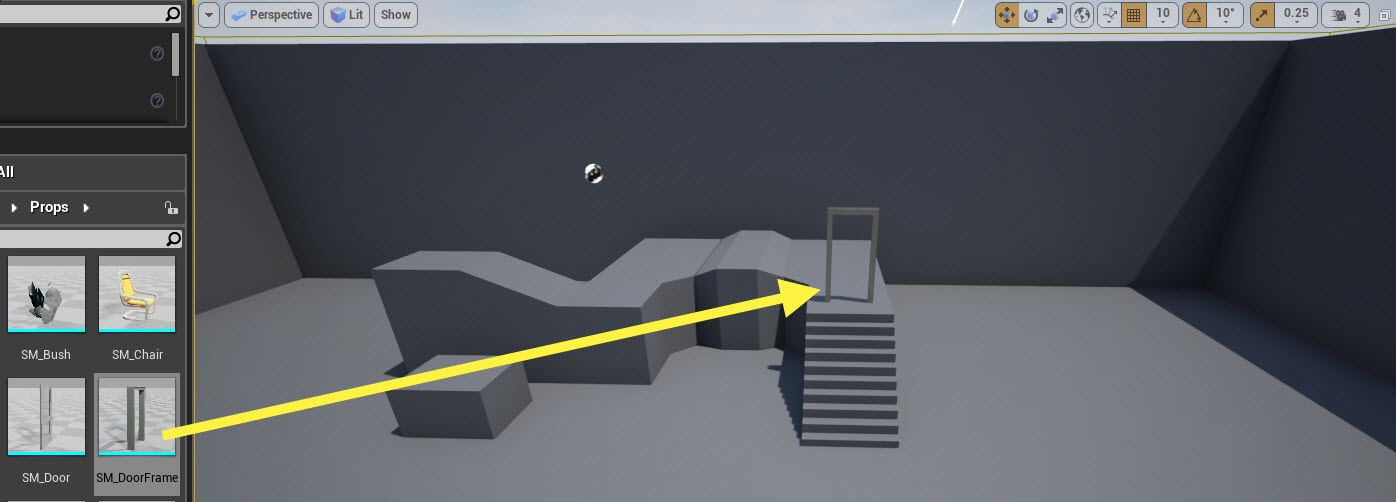 Perspective
Lit
Show
10
10°
0.25
4
All
Props
SM_Bush
SM_Chair
SM_Door
SM_DoorFrame